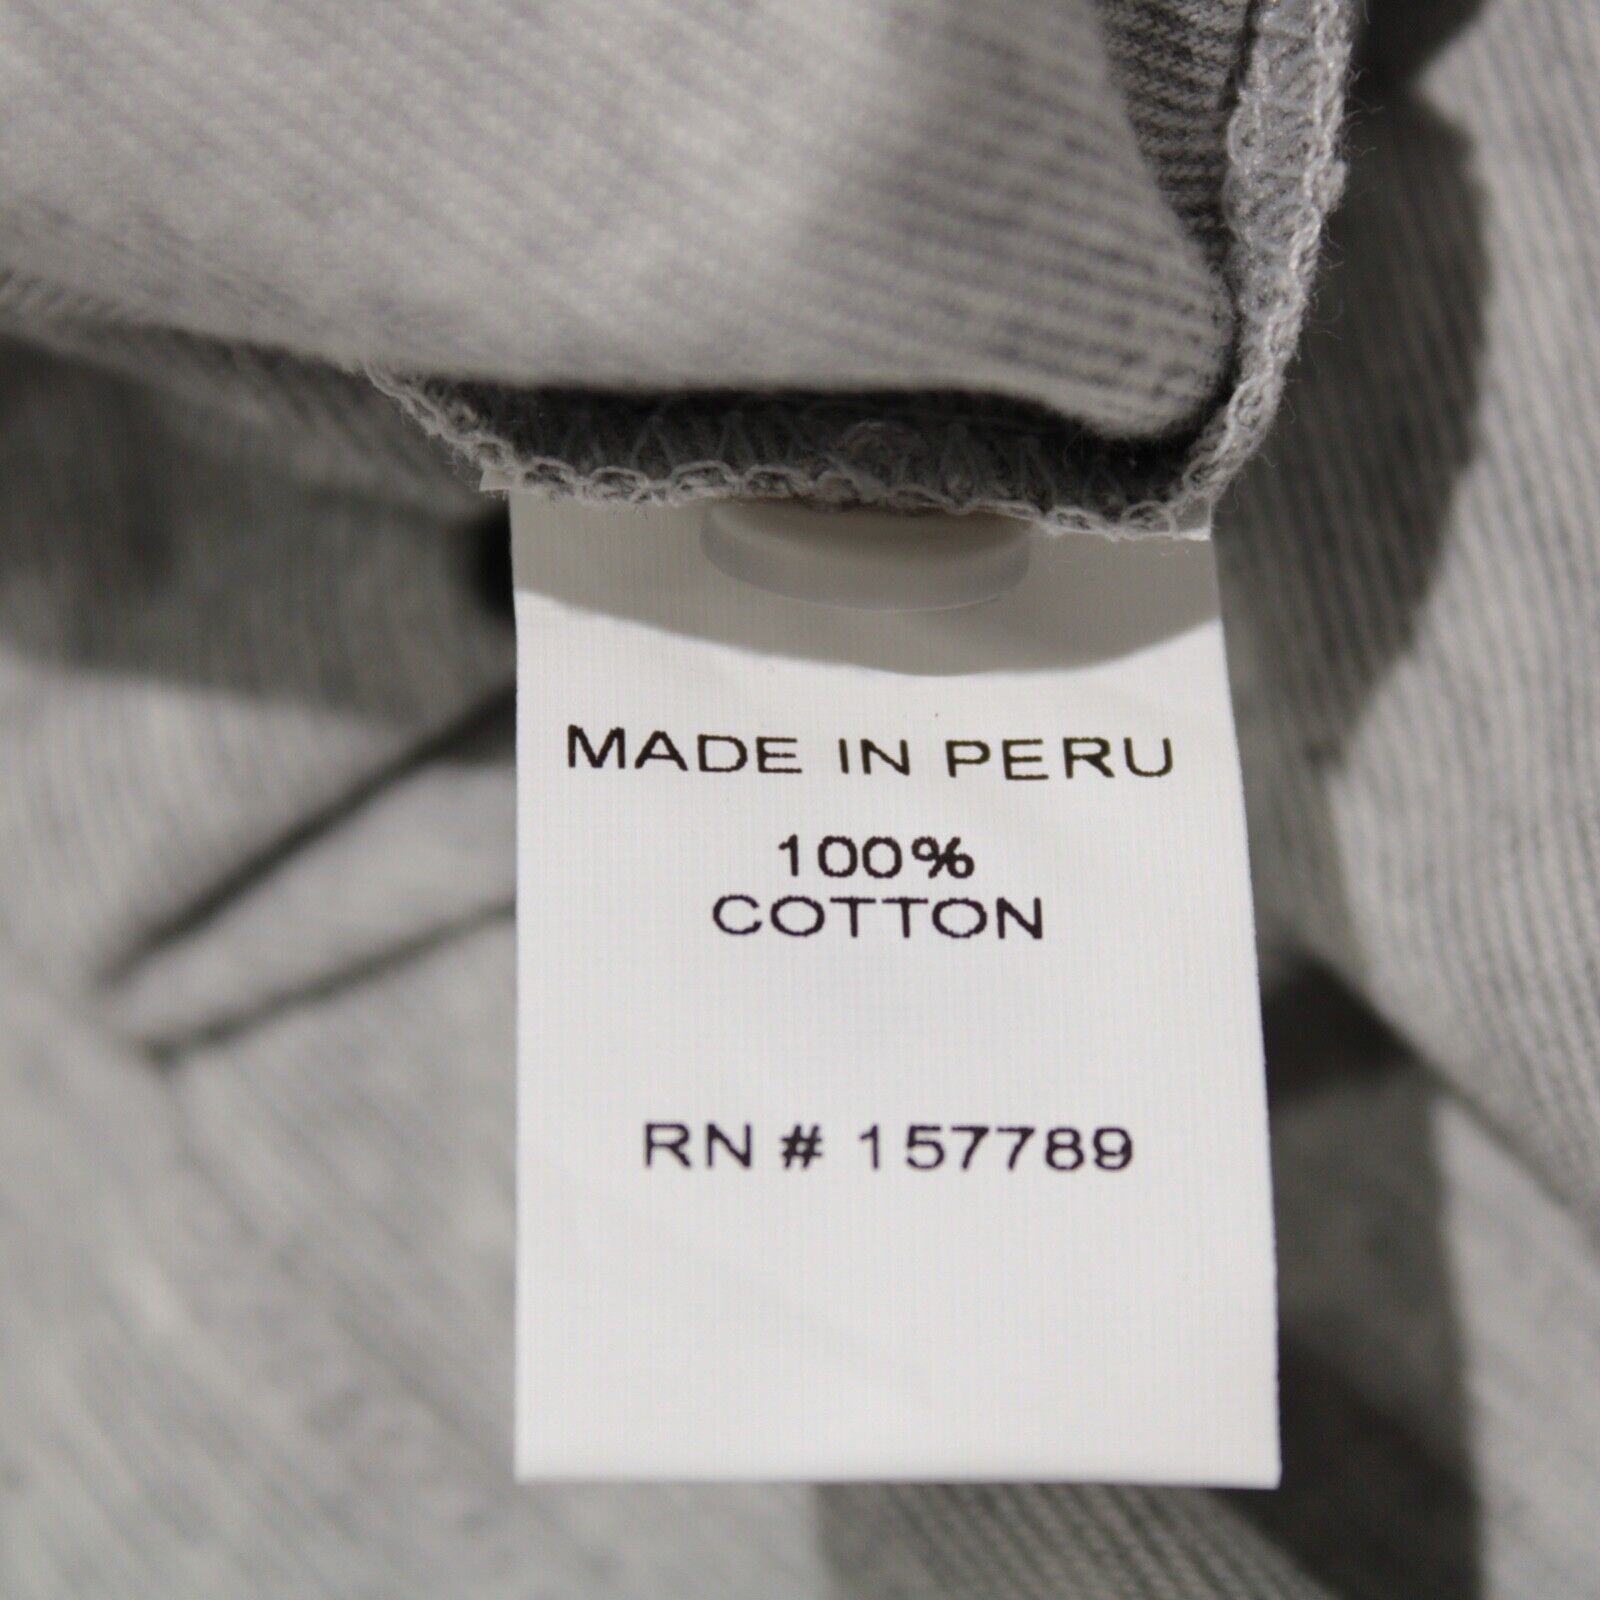 MADE IN PERU
100%
COTTON
RN # 157789